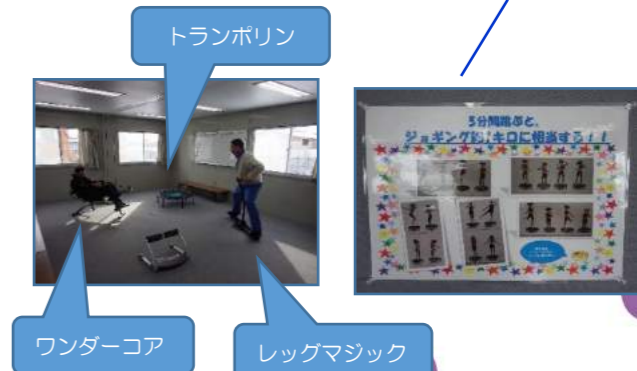 トランポリン
5分間跳ぶと、
ジョギング約1キロに相当する!!
ワンダーコア
レッグマジック